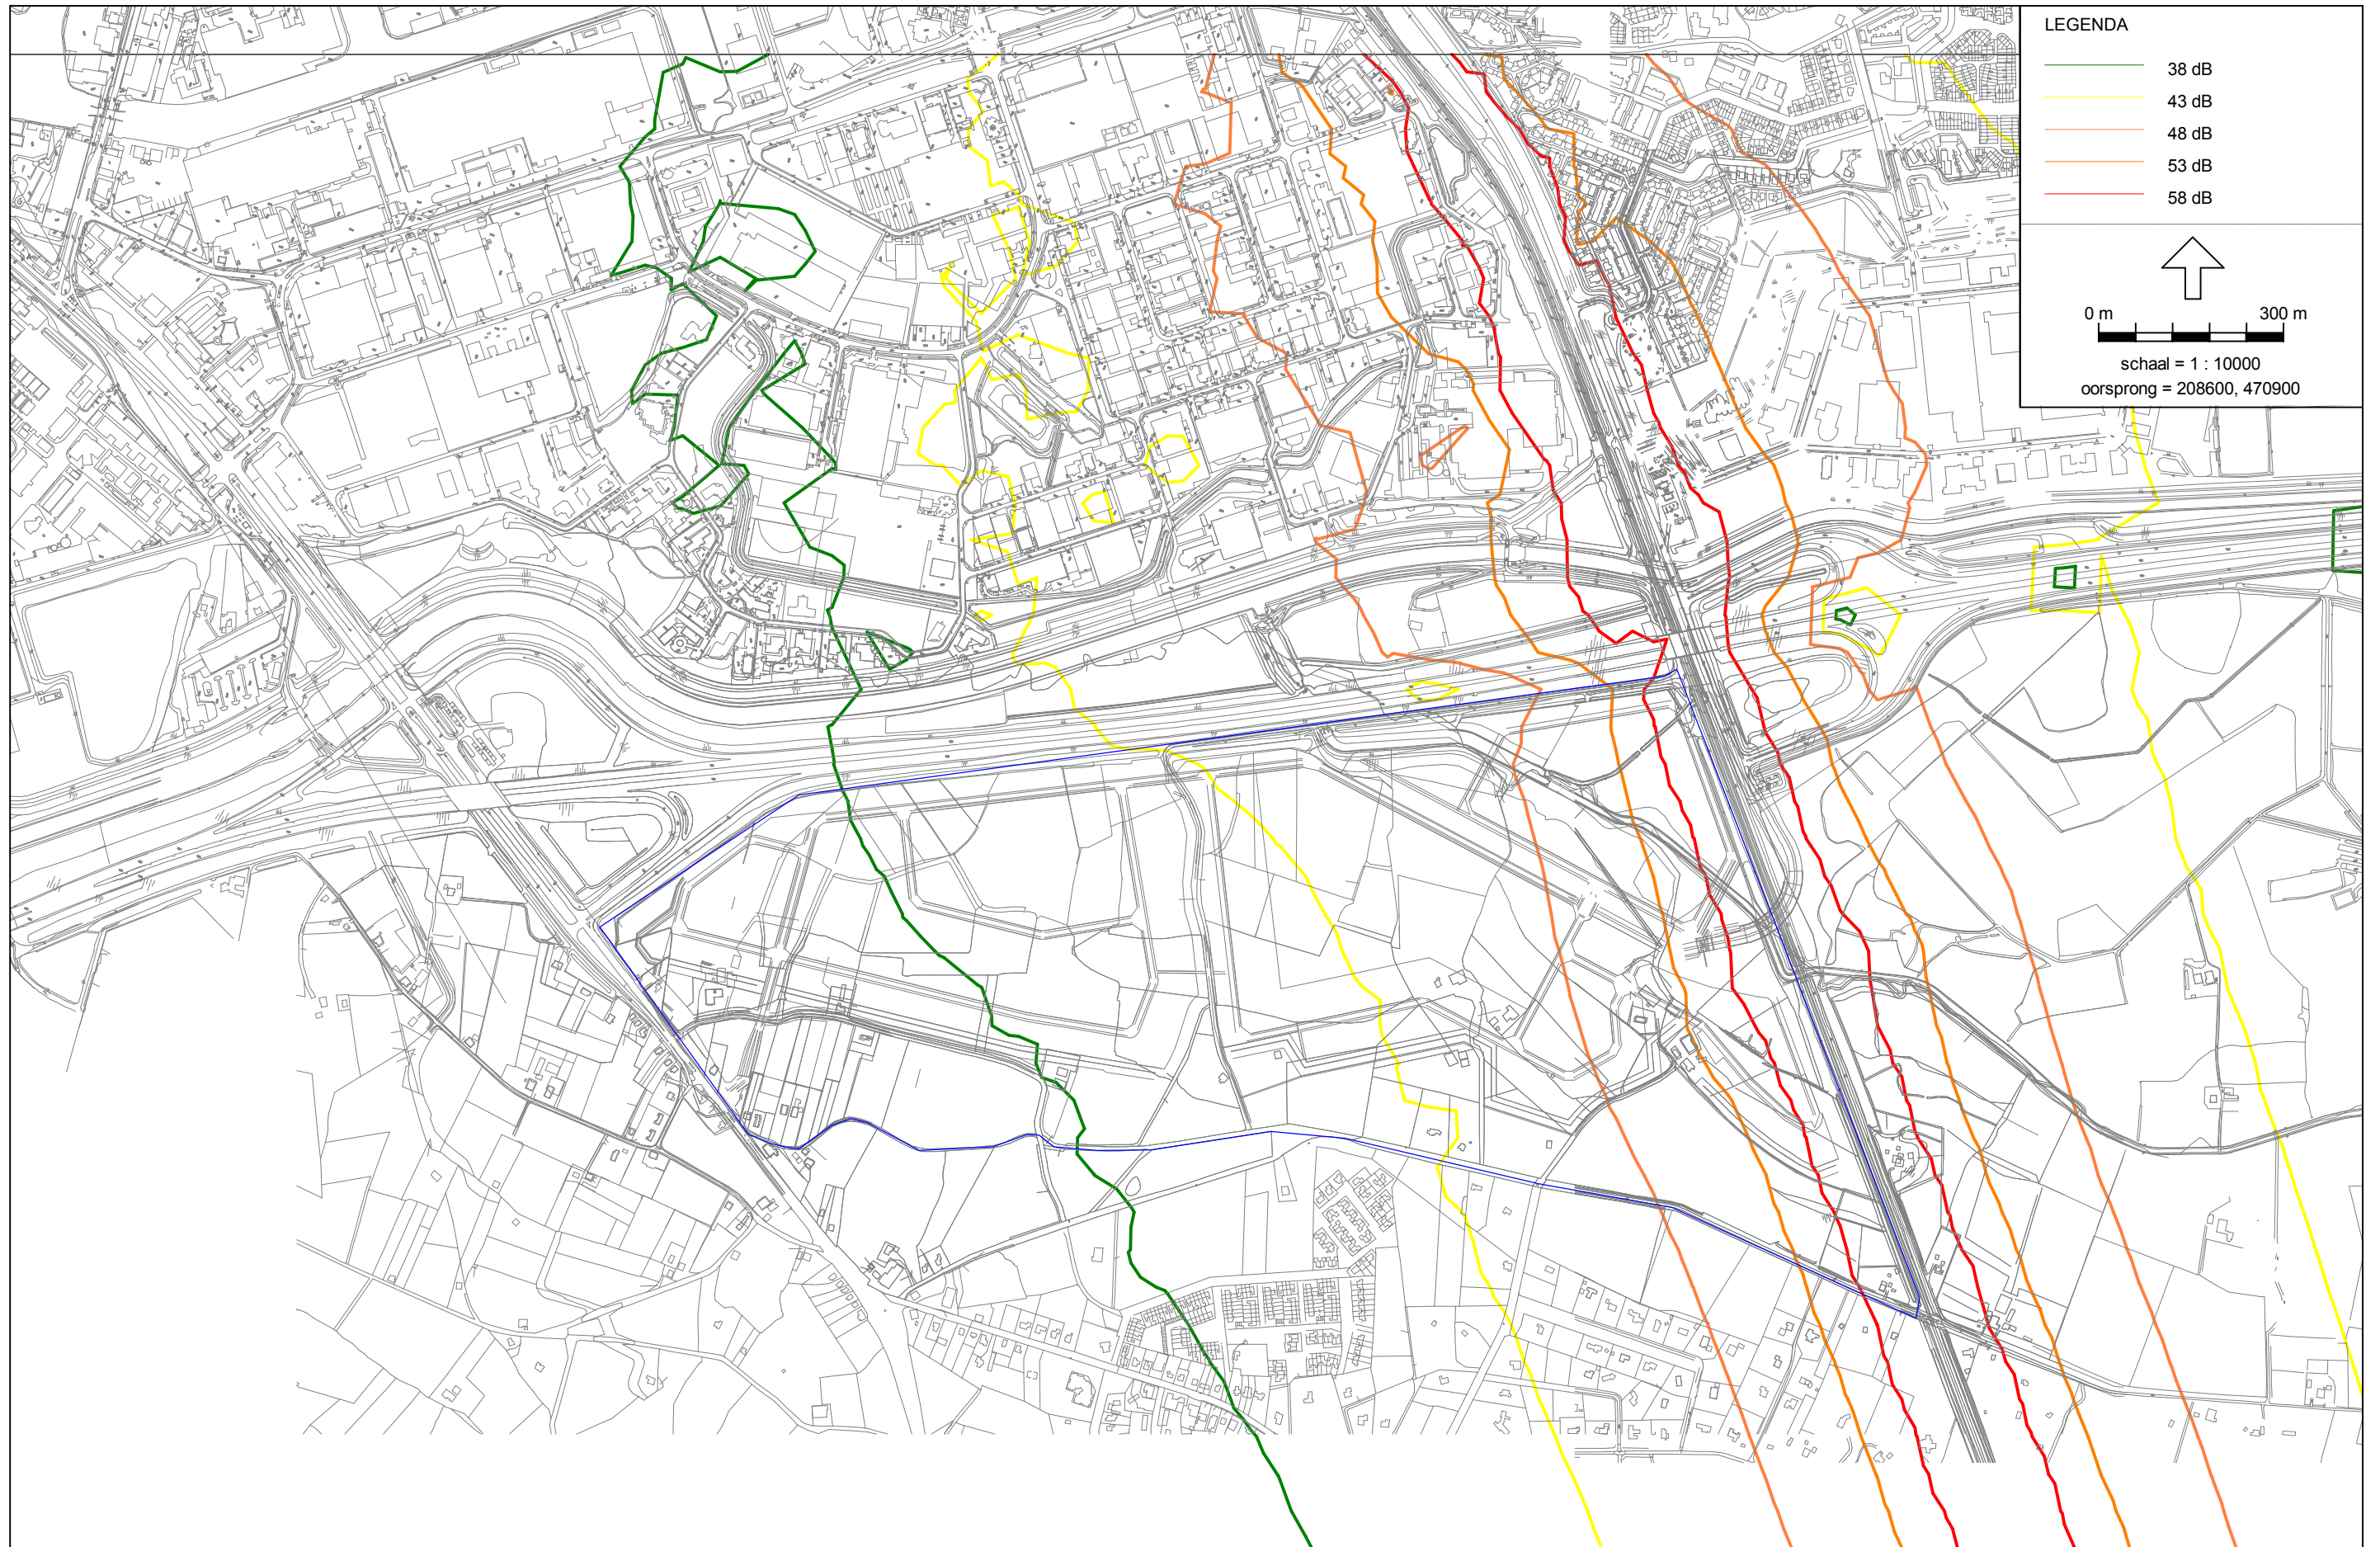 LEGENDA
38 dB
43 dB
48 dB
53 dB
58 dB
0 m 300 m
schaal = 1 : 10000
oorsprong = 208600, 470900